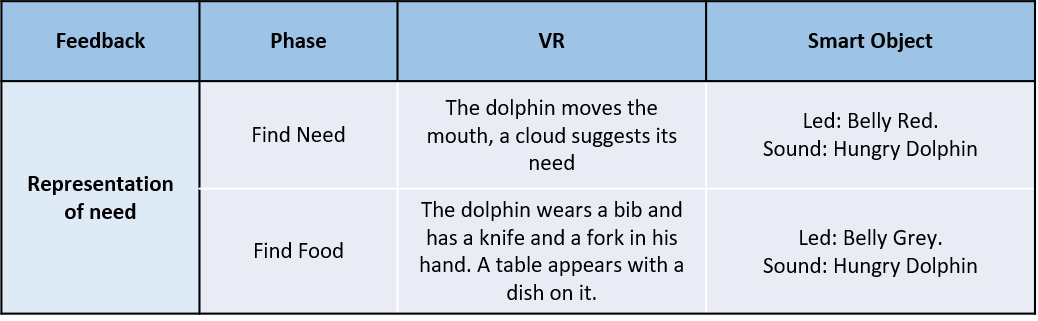 Feedback
Phase
VR
Smart Object
Representation
of need
Find Need
The dolphin moves the
mouth, a cloud suggests its
need
Led: Belly Red.
Sound: Hungry Dolphin
Find Food
The dolphin wears a bib and
has a knife and a fork in his
hand. A table appears with a
dish on it.
Led: Belly Grey.
Sound: Hungry Dolphin